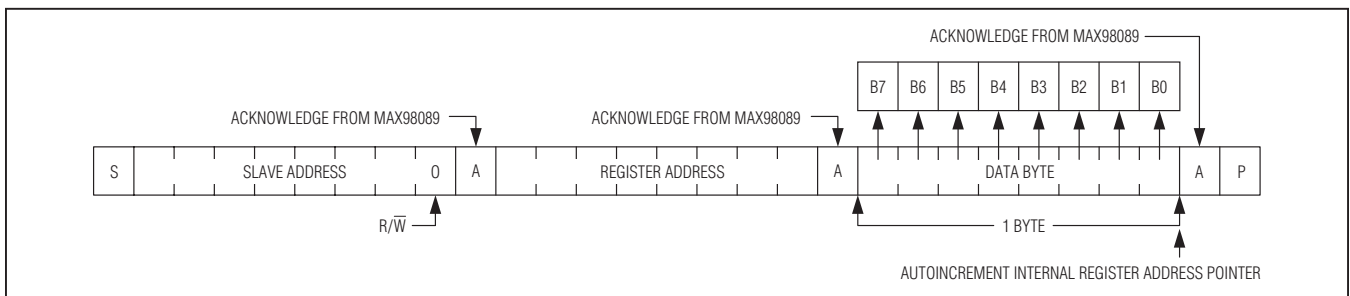 ACKNOWLEDGE FROM MAX98089
B7 B6 B5 B4 B3 B2 B1 B0
ACKNOWLEDGE FROM MAX98089 ACKNOWLEDGE FROM MAX98089
S SLAVE ADDRESS 0 A REGISTER ADDRESS A DATA BYTE A P
R/W̅ 1 BYTE
AUTOINCREMENT INTERNAL REGISTER ADDRESS POINTER